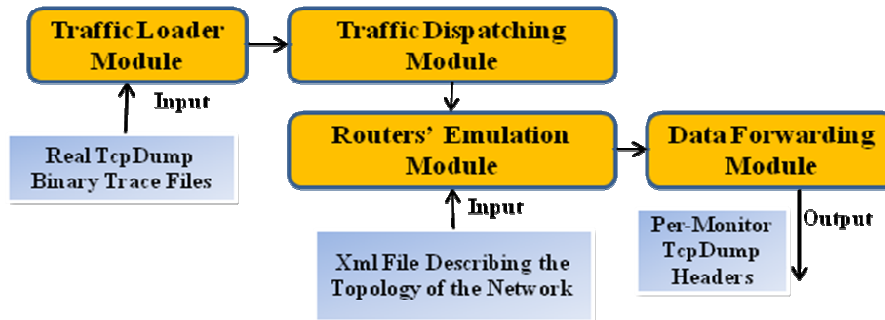 Traffic Loader
Module
Traffic Dispatching
Module
Input
Real TcpDump
Binary Trace Files
Routers' Emulation
Module
Data Forwarding
Module
Input
Xml File Describing the
Topology of the Network
Per-Monitor
TcpDump
Headers
Output